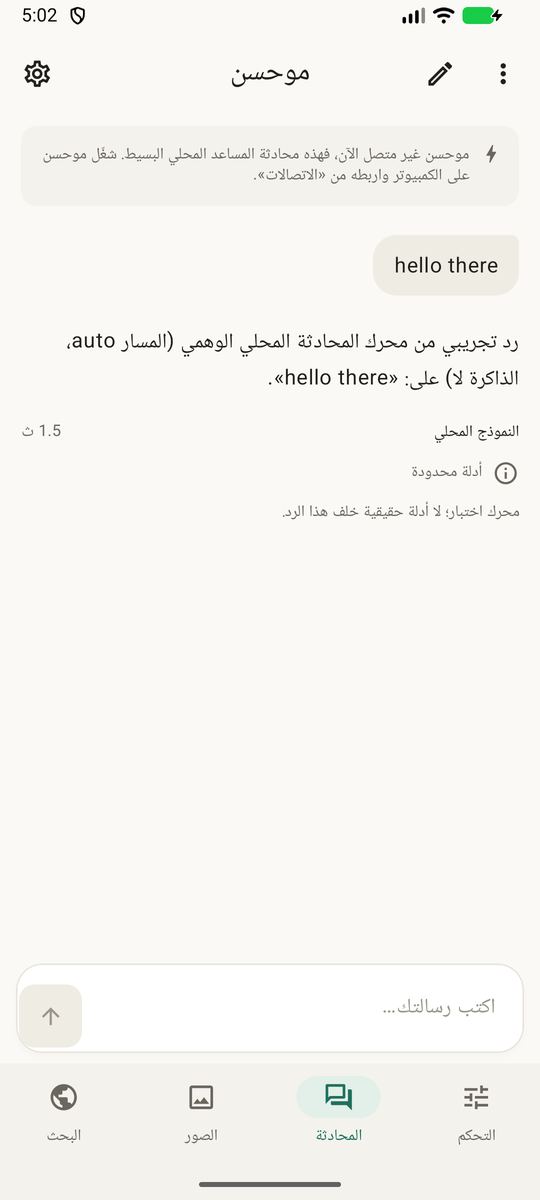 5:02
موحسن
موحسن غير متصل الآن، فهذه محادثة المساعد المحلي البسيط. شغّل موحسن
على الكمبيوتر واربطه من «الاتصالات».
hello there
رد تجريبي من محرك المحادثة المحلي الوهمي (المسار auto،
الذاكرة لا) على: «hello there».
النموذج المحلي
1.5 ث
أدلة محدودة
محرك اختبار؛ لا أدلة حقيقية خلف هذا الرد.
اكتب رسالتك...
التحكم
المحادثة
الصور
البحث